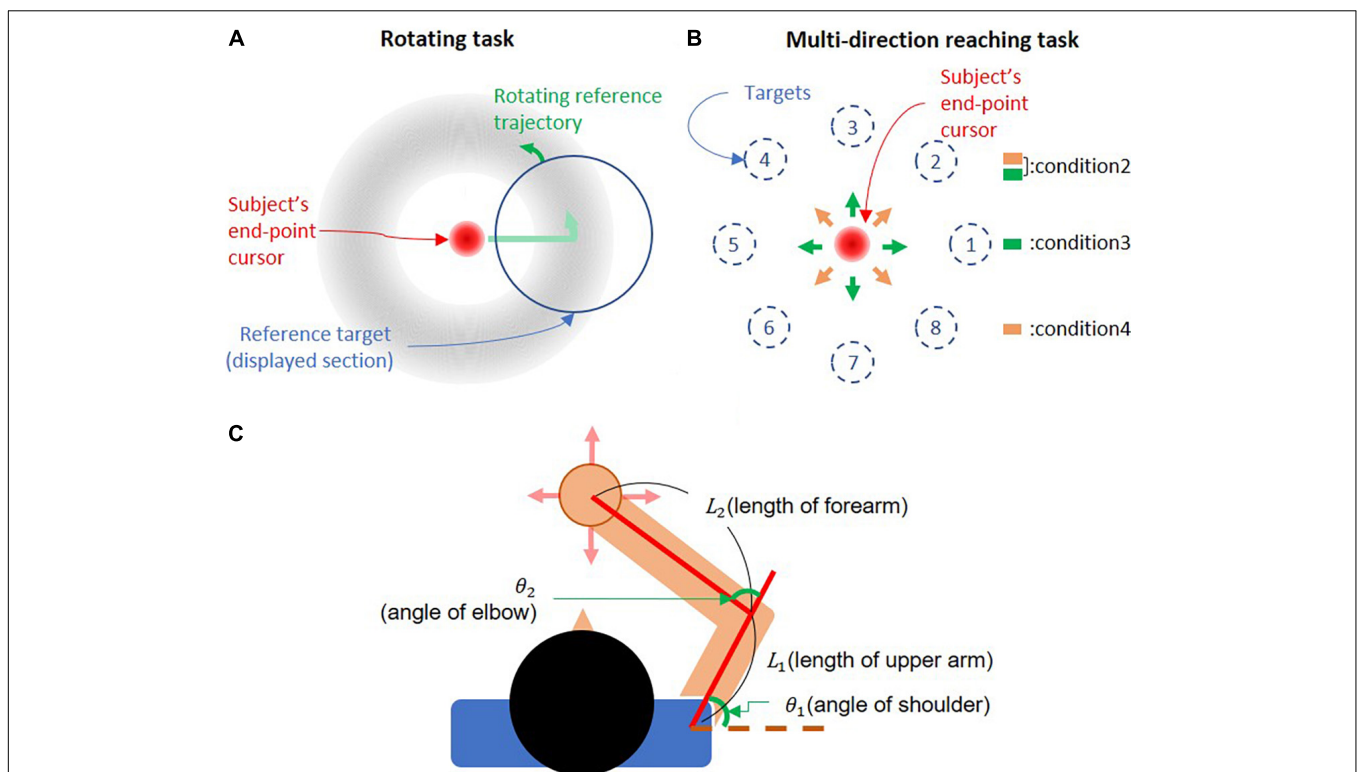 A
Rotating task
Rotating reference
trajectory
Subject's
end-point
cursor
Reference target
(displayed section)
B
Multi-direction reaching task
Targets
Subject's
end-point
cursor
3
4
2
5
1
6
8
7
]:condition2
:condition3
:condition4
C
L₂(length of forearm)
θ₂
(angle of elbow)
L₁(length of upper arm)
θ₁(angle of shoulder)